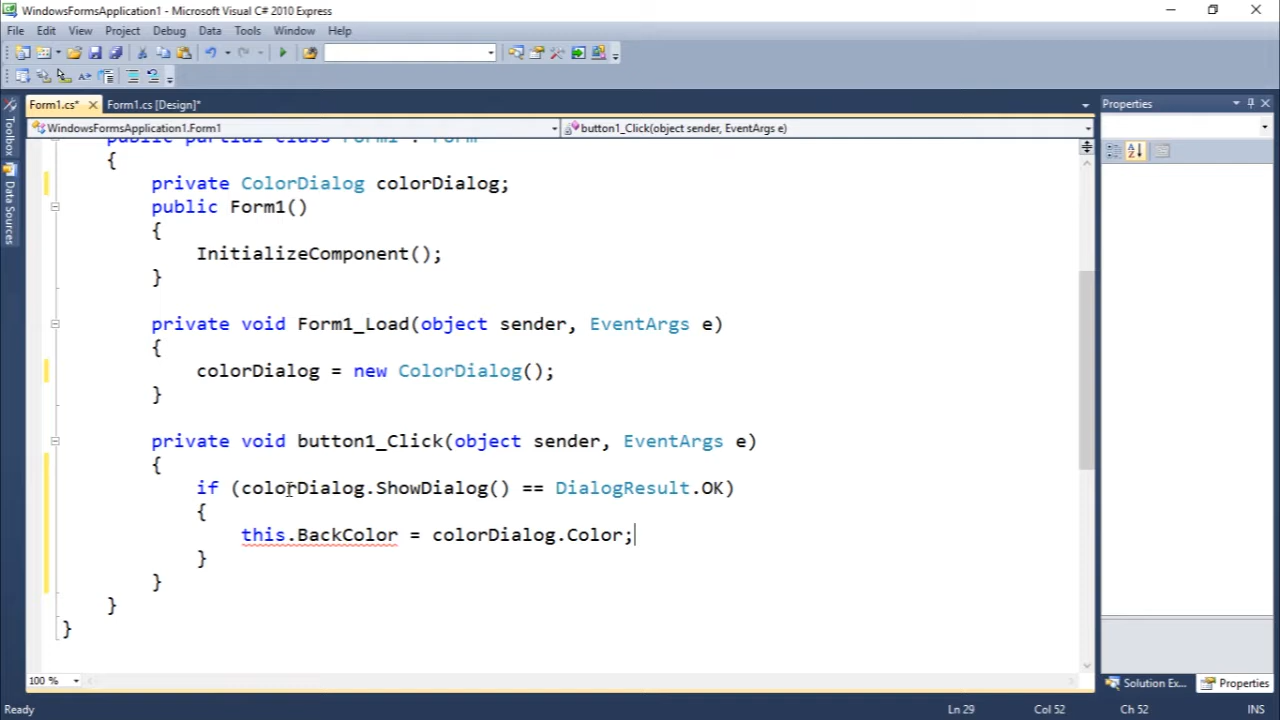 WindowsFormsApplication1 - Microsoft Visual C# 2010 Express
File Edit View Project Debug Data Tools Window Help
Form1.cs* Form1.cs [Design]*
Properties
WindowsFormsApplication1.Form1 button1_Click(object sender, EventArgs e)
Toolbox
Data Sources
{
private ColorDialog colorDialog;
public Form1()
{
InitializeComponent();
}
private void Form1_Load(object sender, EventArgs e)
{
colorDialog = new ColorDialog();
}
private void button1_Click(object sender, EventArgs e)
{
if (colorDialog.ShowDialog() == DialogResult.OK)
{
this.BackColor = colorDialog.Color;
}
}
}
}
100 %
Solution Ex... Properties
Ready Ln 29 Col 52 Ch 52 INS